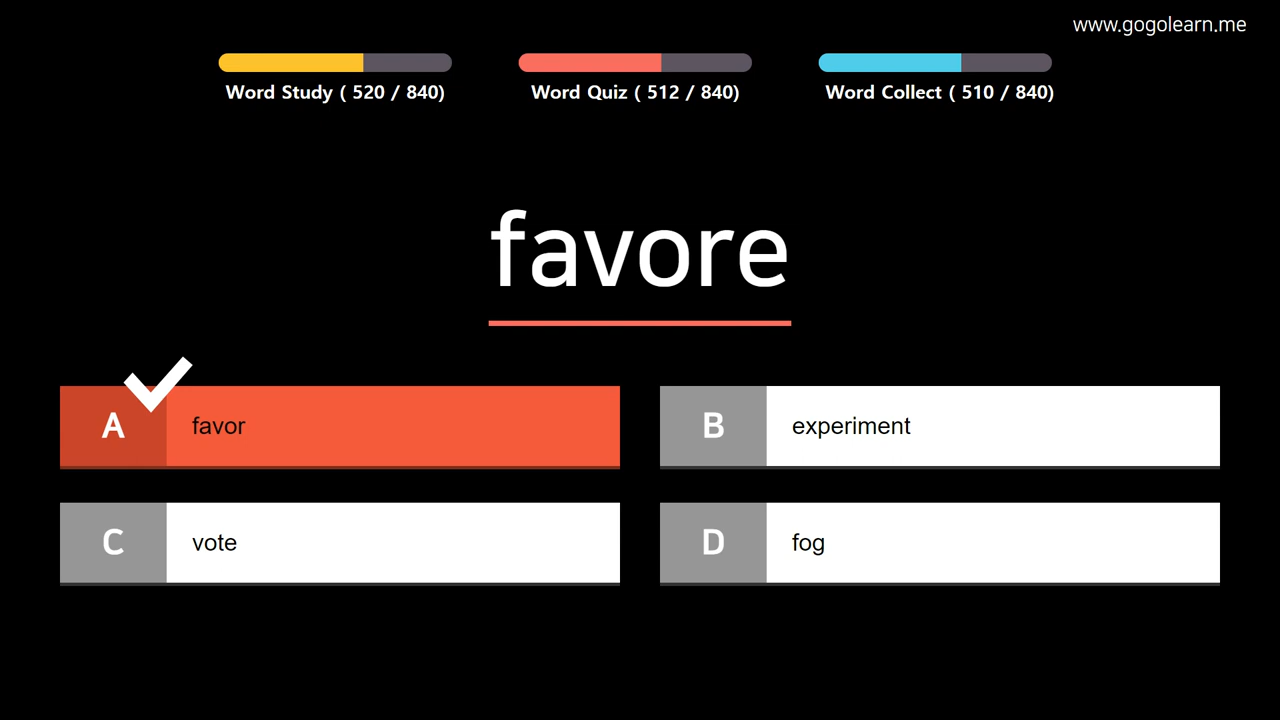 www.gogolearn.me
Word Study ( 520 / 840)
Word Quiz ( 512 / 840)
Word Collect ( 510 / 840)
favore
A favor
B experiment
C vote
D fog